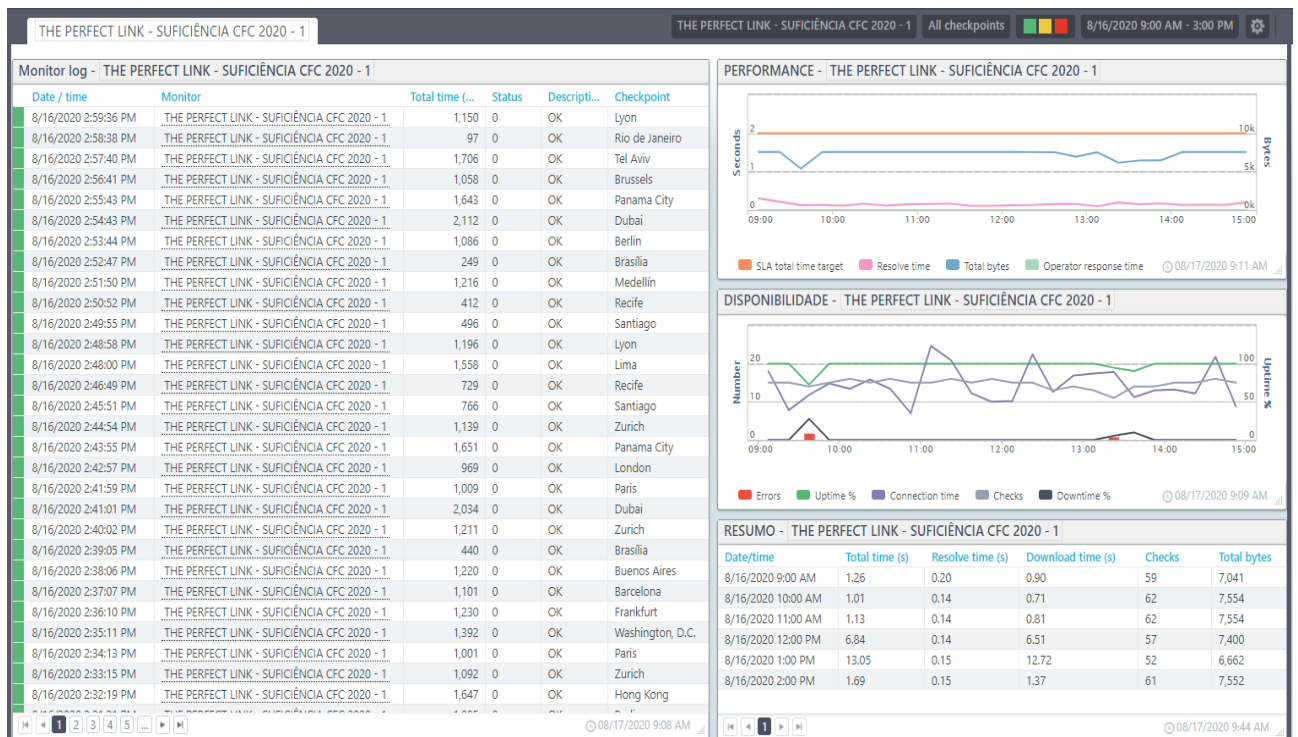 THE PERFECT LINK - SUFICIÊNCIA CFC 2020 - 1
THE PERFECT LINK - SUFICIÊNCIA CFC 2020 - 1 All checkpoints 8/16/2020 9:00 AM - 3:00 PM
Monitor log - THE PERFECT LINK - SUFICIÊNCIA CFC 2020 - 1
Date / time Monitor Total time (... Status Descripti... Checkpoint
8/16/2020 2:59:36 PM THE PERFECT LINK - SUFICIÊNCIA CFC 2020 - 1 1,150 0 OK Lyon
8/16/2020 2:58:38 PM THE PERFECT LINK - SUFICIÊNCIA CFC 2020 - 1 97 0 OK Rio de Janeiro
8/16/2020 2:57:40 PM THE PERFECT LINK - SUFICIÊNCIA CFC 2020 - 1 1,706 0 OK Tel Aviv
8/16/2020 2:56:41 PM THE PERFECT LINK - SUFICIÊNCIA CFC 2020 - 1 1,058 0 OK Brussels
8/16/2020 2:55:43 PM THE PERFECT LINK - SUFICIÊNCIA CFC 2020 - 1 1,643 0 OK Panama City
8/16/2020 2:54:43 PM THE PERFECT LINK - SUFICIÊNCIA CFC 2020 - 1 2,112 0 OK Dubai
8/16/2020 2:53:44 PM THE PERFECT LINK - SUFICIÊNCIA CFC 2020 - 1 1,086 0 OK Berlin
8/16/2020 2:52:47 PM THE PERFECT LINK - SUFICIÊNCIA CFC 2020 - 1 249 0 OK Brasília
8/16/2020 2:51:50 PM THE PERFECT LINK - SUFICIÊNCIA CFC 2020 - 1 1,216 0 OK Medellín
8/16/2020 2:50:52 PM THE PERFECT LINK - SUFICIÊNCIA CFC 2020 - 1 412 0 OK Recife
8/16/2020 2:49:55 PM THE PERFECT LINK - SUFICIÊNCIA CFC 2020 - 1 496 0 OK Santiago
8/16/2020 2:48:58 PM THE PERFECT LINK - SUFICIÊNCIA CFC 2020 - 1 1,196 0 OK Lyon
8/16/2020 2:48:00 PM THE PERFECT LINK - SUFICIÊNCIA CFC 2020 - 1 1,558 0 OK Lima
8/16/2020 2:46:49 PM THE PERFECT LINK - SUFICIÊNCIA CFC 2020 - 1 729 0 OK Recife
8/16/2020 2:45:51 PM THE PERFECT LINK - SUFICIÊNCIA CFC 2020 - 1 766 0 OK Santiago
8/16/2020 2:44:54 PM THE PERFECT LINK - SUFICIÊNCIA CFC 2020 - 1 1,139 0 OK Zurich
8/16/2020 2:43:55 PM THE PERFECT LINK - SUFICIÊNCIA CFC 2020 - 1 1,651 0 OK Panama City
8/16/2020 2:42:57 PM THE PERFECT LINK - SUFICIÊNCIA CFC 2020 - 1 969 0 OK London
8/16/2020 2:41:59 PM THE PERFECT LINK - SUFICIÊNCIA CFC 2020 - 1 1,009 0 OK Paris
8/16/2020 2:41:01 PM THE PERFECT LINK - SUFICIÊNCIA CFC 2020 - 1 2,034 0 OK Dubai
8/16/2020 2:40:02 PM THE PERFECT LINK - SUFICIÊNCIA CFC 2020 - 1 1,211 0 OK Zurich
8/16/2020 2:39:05 PM THE PERFECT LINK - SUFICIÊNCIA CFC 2020 - 1 440 0 OK Brasília
8/16/2020 2:38:06 PM THE PERFECT LINK - SUFICIÊNCIA CFC 2020 - 1 1,220 0 OK Buenos Aires
8/16/2020 2:37:07 PM THE PERFECT LINK - SUFICIÊNCIA CFC 2020 - 1 1,101 0 OK Barcelona
8/16/2020 2:36:10 PM THE PERFECT LINK - SUFICIÊNCIA CFC 2020 - 1 1,230 0 OK Frankfurt
8/16/2020 2:35:11 PM THE PERFECT LINK - SUFICIÊNCIA CFC 2020 - 1 1,392 0 OK Washington, D.C.
8/16/2020 2:34:13 PM THE PERFECT LINK - SUFICIÊNCIA CFC 2020 - 1 1,001 0 OK Paris
8/16/2020 2:33:15 PM THE PERFECT LINK - SUFICIÊNCIA CFC 2020 - 1 1,092 0 OK Zurich
8/16/2020 2:32:19 PM THE PERFECT LINK - SUFICIÊNCIA CFC 2020 - 1 1,647 0 OK Hong Kong
1 2 3 4 5 ... 08/17/2020 9:08 AM
PERFORMANCE - THE PERFECT LINK - SUFICIÊNCIA CFC 2020 - 1
Seconds
2 10k
1 5k
0 0k
Bytes
09:00 10:00 11:00 12:00 13:00 14:00 15:00
SLA total time target Resolve time Total bytes Operator response time 08/17/2020 9:11 AM
DISPONIBILIDADE - THE PERFECT LINK - SUFICIÊNCIA CFC 2020 - 1
Number
20 100
10 50
0 0
Uptime %
09:00 10:00 11:00 12:00 13:00 14:00 15:00
Errors Uptime % Connection time Checks Downtime % 08/17/2020 9:09 AM
RESUMO - THE PERFECT LINK - SUFICIÊNCIA CFC 2020 - 1
Date/time Total time (s) Resolve time (s) Download time (s) Checks Total bytes
8/16/2020 9:00 AM 1.26 0.20 0.90 59 7,041
8/16/2020 10:00 AM 1.01 0.14 0.71 62 7,554
8/16/2020 11:00 AM 1.13 0.14 0.81 62 7,554
8/16/2020 12:00 PM 6.84 0.14 6.51 57 7,400
8/16/2020 1:00 PM 13.05 0.15 12.72 52 6,662
8/16/2020 2:00 PM 1.69 0.15 1.37 61 7,552
1 08/17/2020 9:44 AM